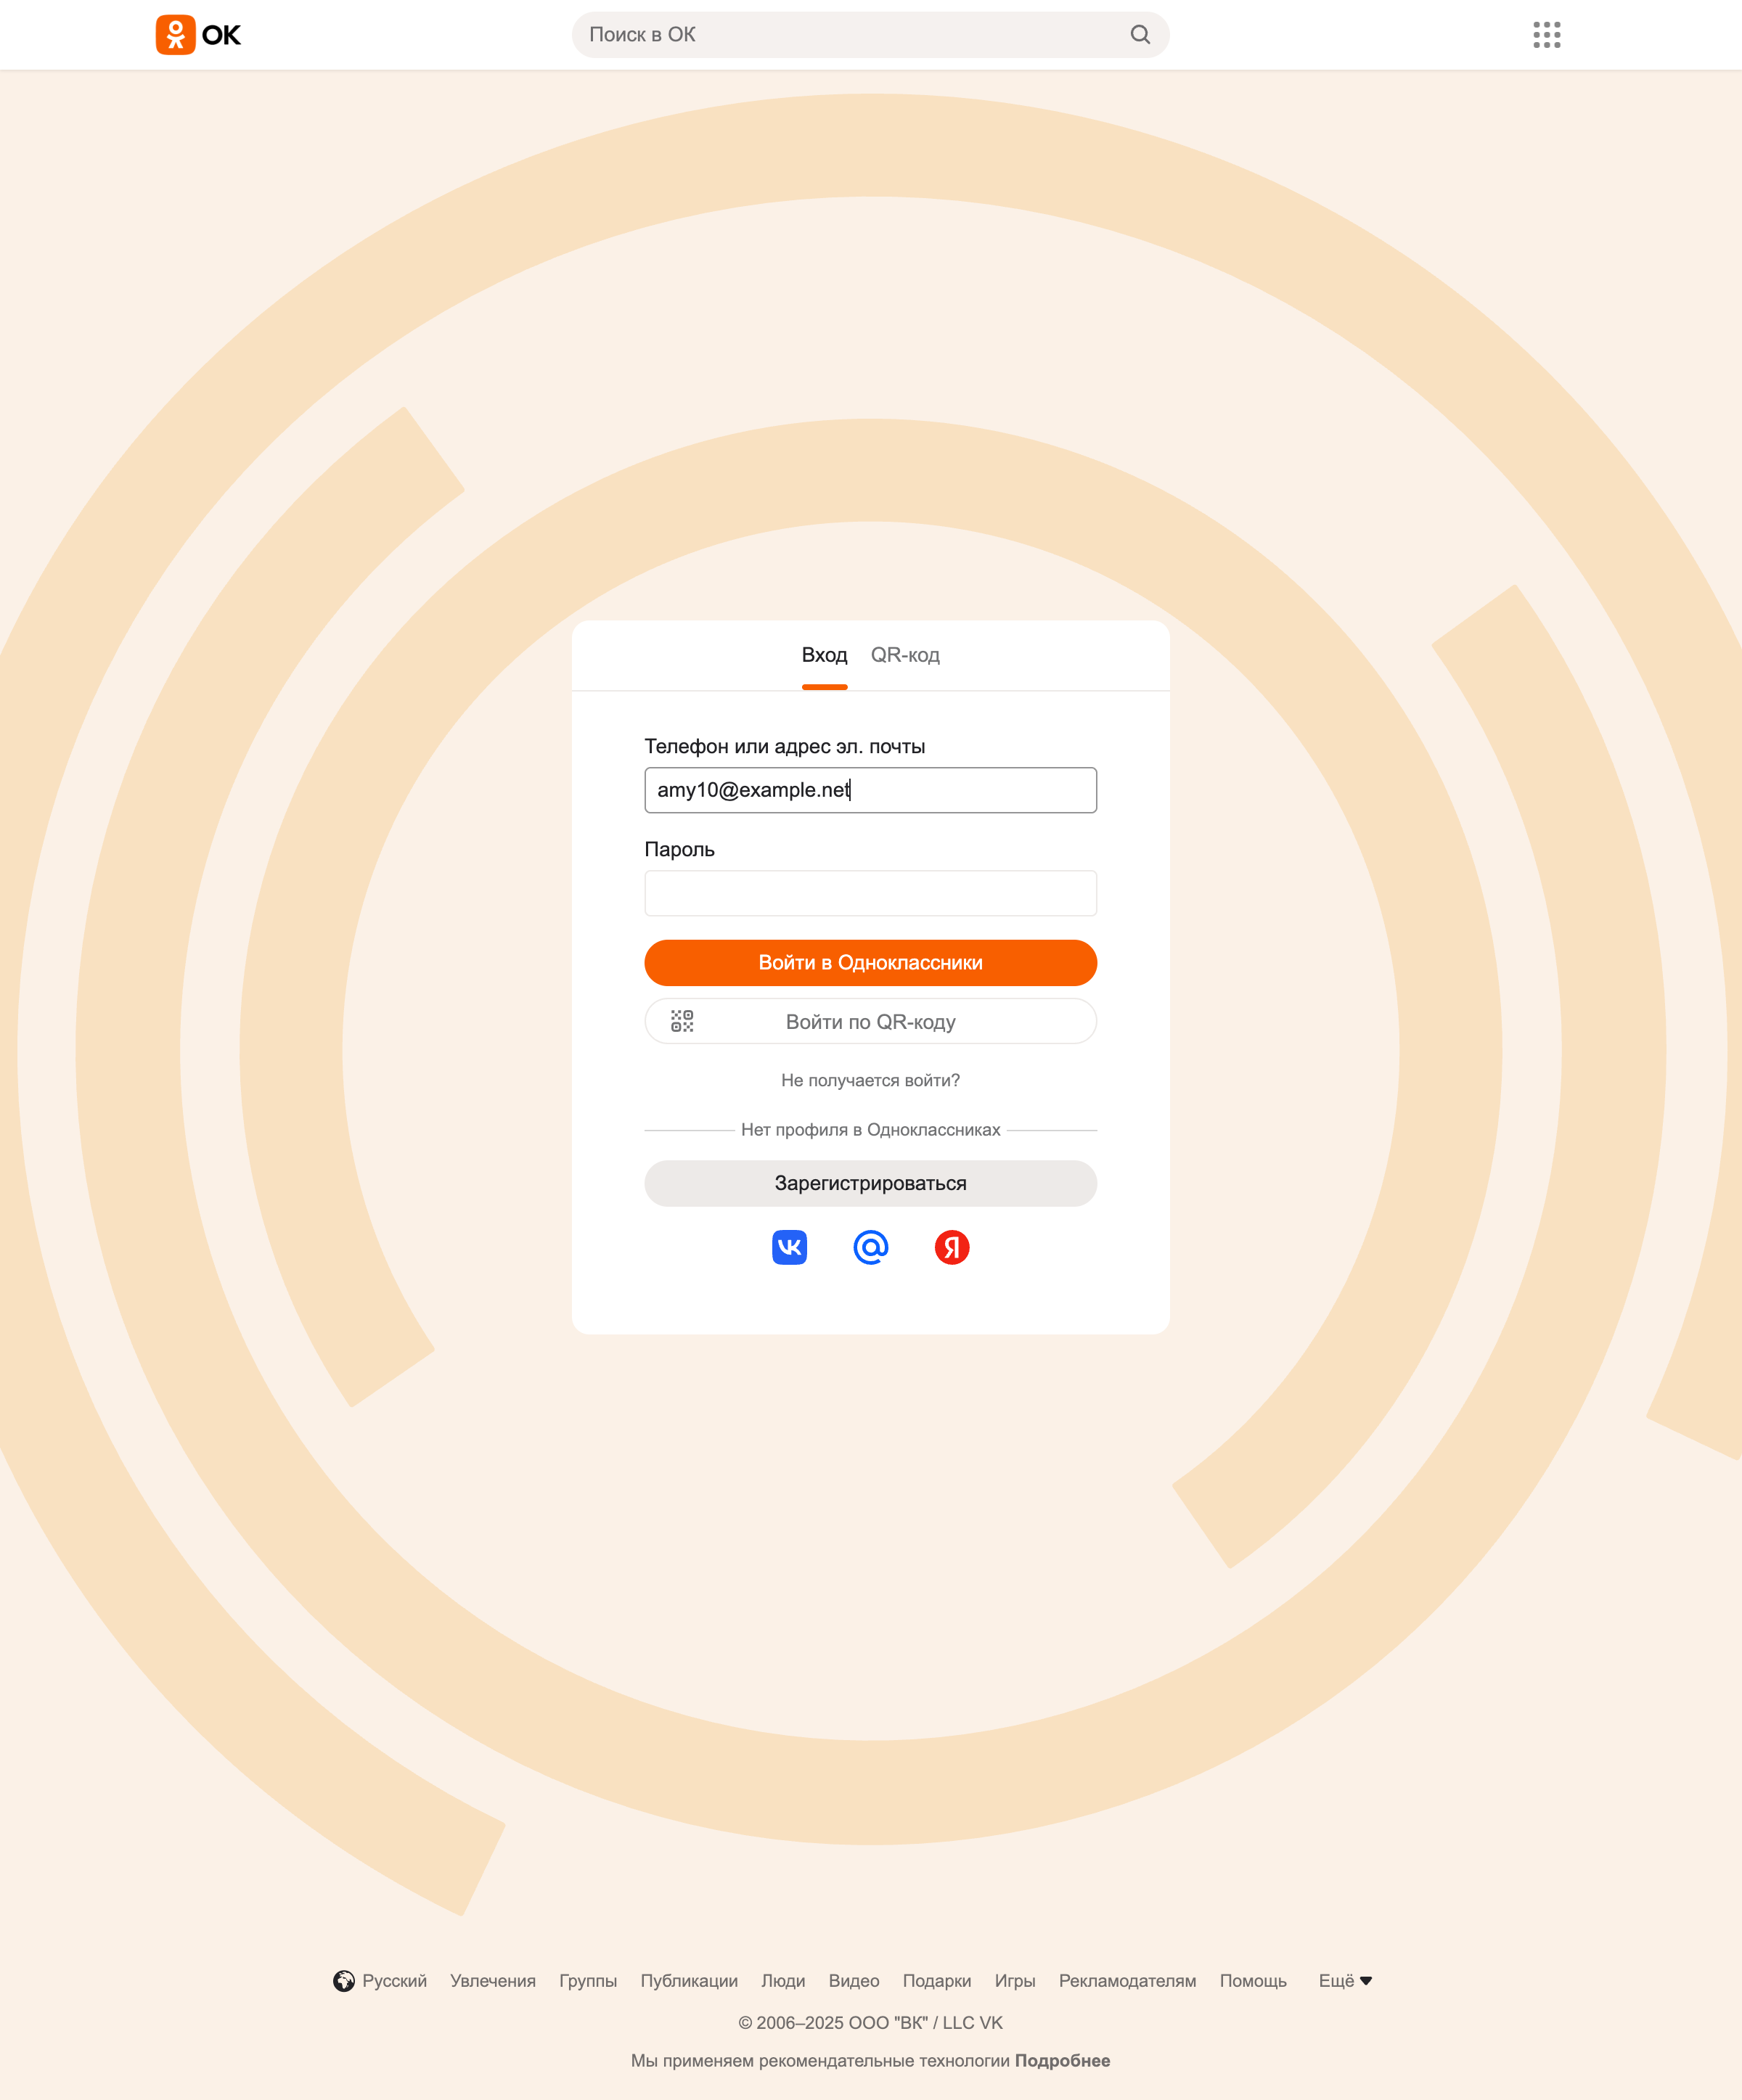 ОК
Поиск в ОК
Вход QR-код
Телефон или адрес эл. почты
amy10@example.net
Пароль
Войти в Одноклассники
Войти по QR-коду
Не получается войти?
Нет профиля в Одноклассниках
Зарегистрироваться
Русский Увлечения Группы Публикации Люди Видео Подарки Игры Рекламодателям Помощь Ещё
© 2006–2025 ООО "ВК" / LLC VK
Мы применяем рекомендательные технологии Подробнее